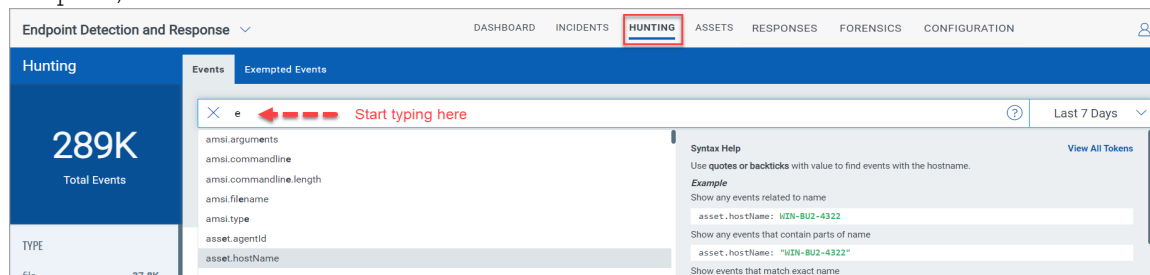 Endpoint Detection and Response
DASHBOARD INCIDENTS HUNTING ASSETS RESPONSES FORENSICS CONFIGURATION
Hunting
Events Exempted Events
e
Start typing here
Last 7 Days
289K
Total Events
amsi.arguments
amsi.commandline
amsi.commandline.length
amsi.filename
amsi.type
asset.agentId
asset.hostName
Syntax Help View All Tokens
Use quotes or backticks with value to find events with the hostname.
Example
Show any events related to name
asset.hostName: WIN-BU2-4322
Show any events that contain parts of name
asset.hostName: "WIN-BU2-4322"
Show events that match exact name
TYPE